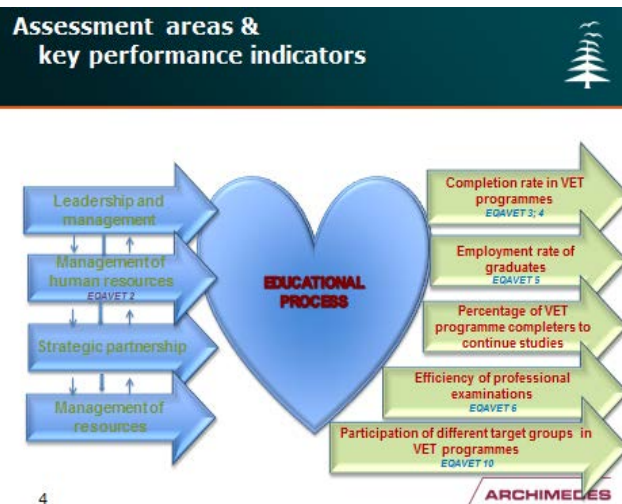 Assessment areas &
key performance indicators
Leadership and
management
Management of
human resources
EQAVET 2
Strategic partnership
Management of
resources
EDUCATIONAL
PROCESS
Completion rate in VET
programmes
EQAVET 3; 4
Employment rate of
graduates
EQAVET 5
Percentage of VET
programme completers to
continue studies
Efficiency of professional
examinations
EQAVET 6
Participation of different target groups in
VET programmes
EQAVET 10
4
ARCHIMEDES